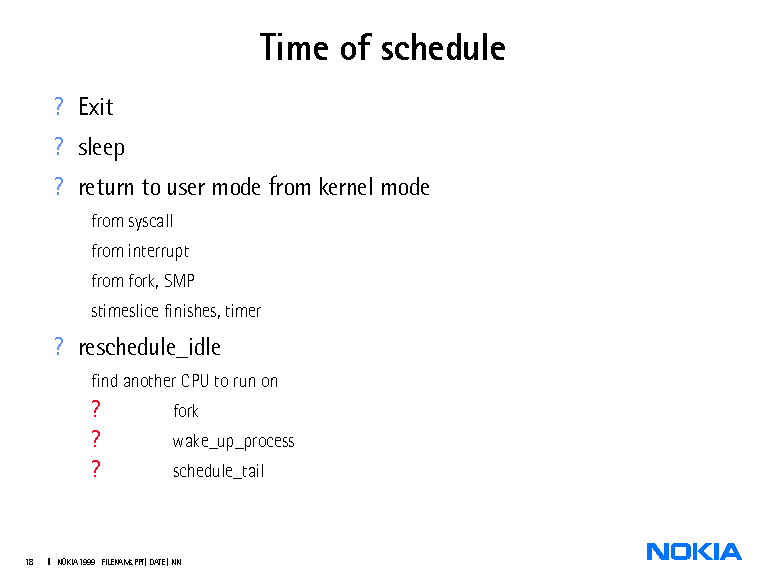 Time of schedule
? Exit
? sleep
? return to user mode from kernel mode
from syscall
from interrupt
from fork, SMP
stimeslice finishes, timer
? reschedule_idle
find another CPU to run on
? fork
? wake_up_process
? schedule_tail
18 | NOKIA 1999 FILENAMs.PPT | DATE | NN
NOKIA